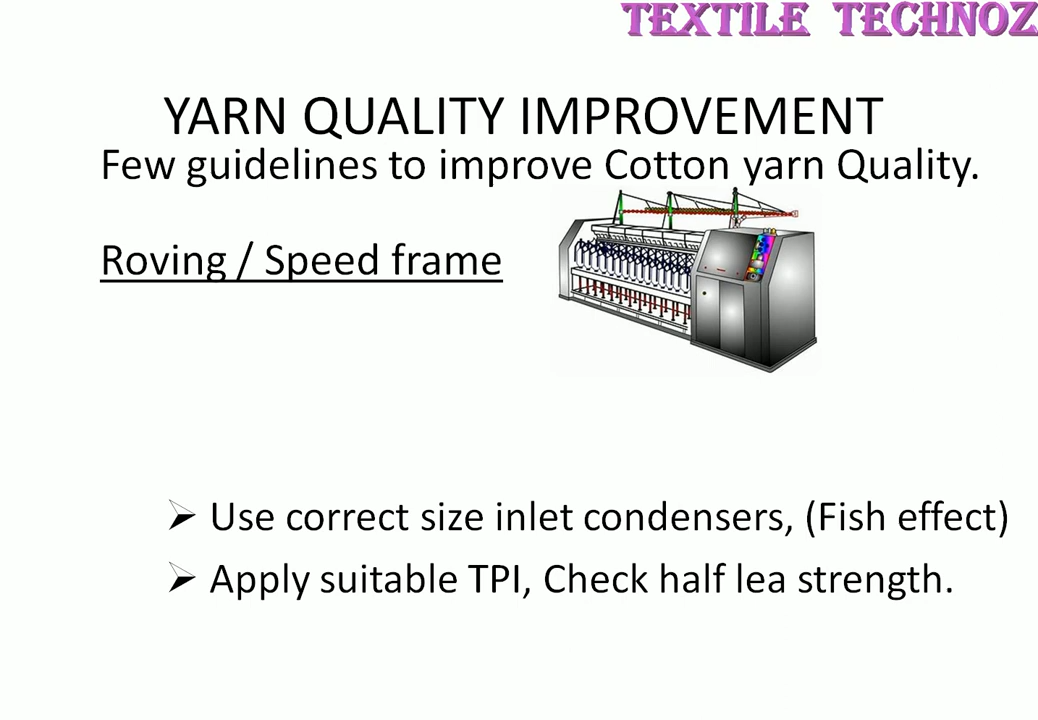 TEXTILE TECHNOZ
YARN QUALITY IMPROVEMENT
Few guidelines to improve Cotton yarn Quality.
Roving / Speed frame
➢ Use correct size inlet condensers, (Fish effect)
➢ Apply suitable TPI, Check half lea strength.